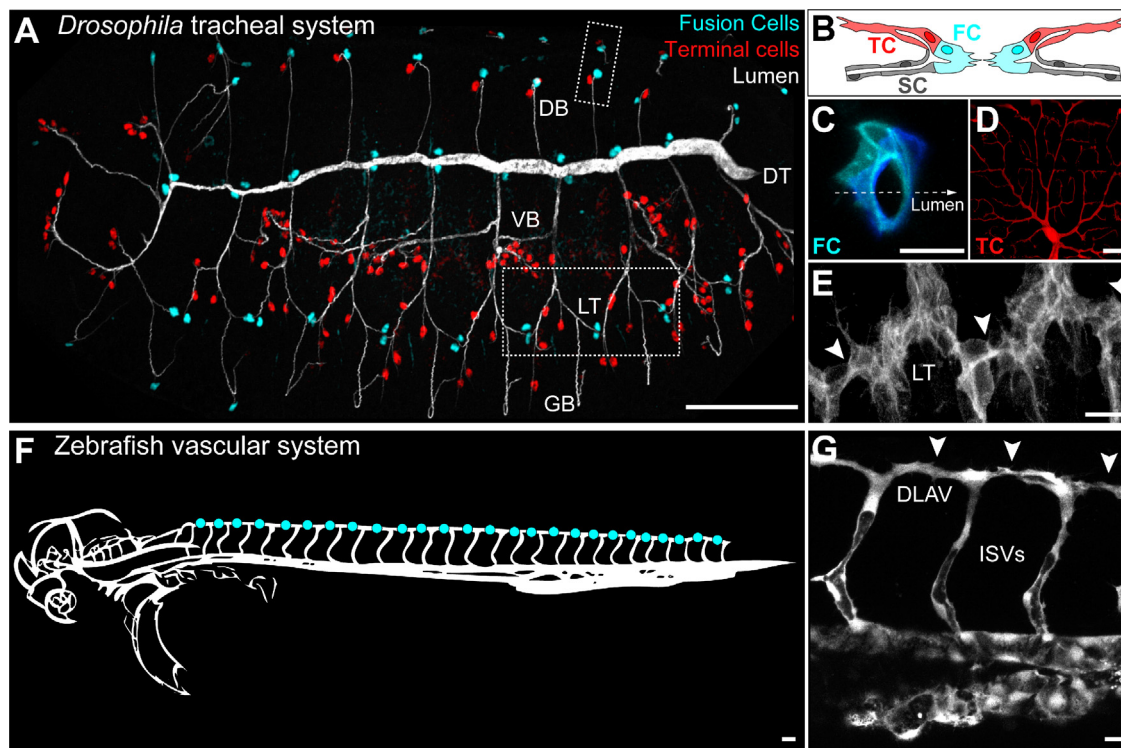 A Drosophila tracheal system
Fusion Cells
Terminal cells
Lumen
DB
DT
VB
LT
GB
B
TC
FC
SC
C
Lumen
FC
D
TC
E
LT
F Zebrafish vascular system
G
DLAV
ISVs